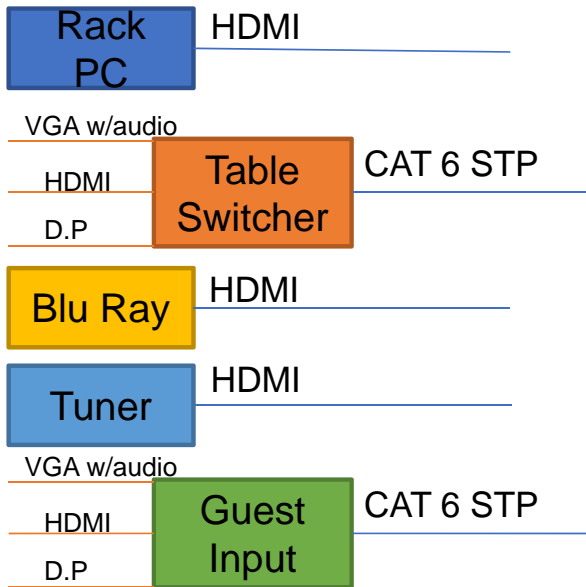 Rack
PC
HDMI
VGA w/audio
HDMI
D.P
Table
Switcher
CAT 6 STP
Blu Ray
HDMI
Tuner
HDMI
VGA w/audio
HDMI
D.P
Guest
Input
CAT 6 STP